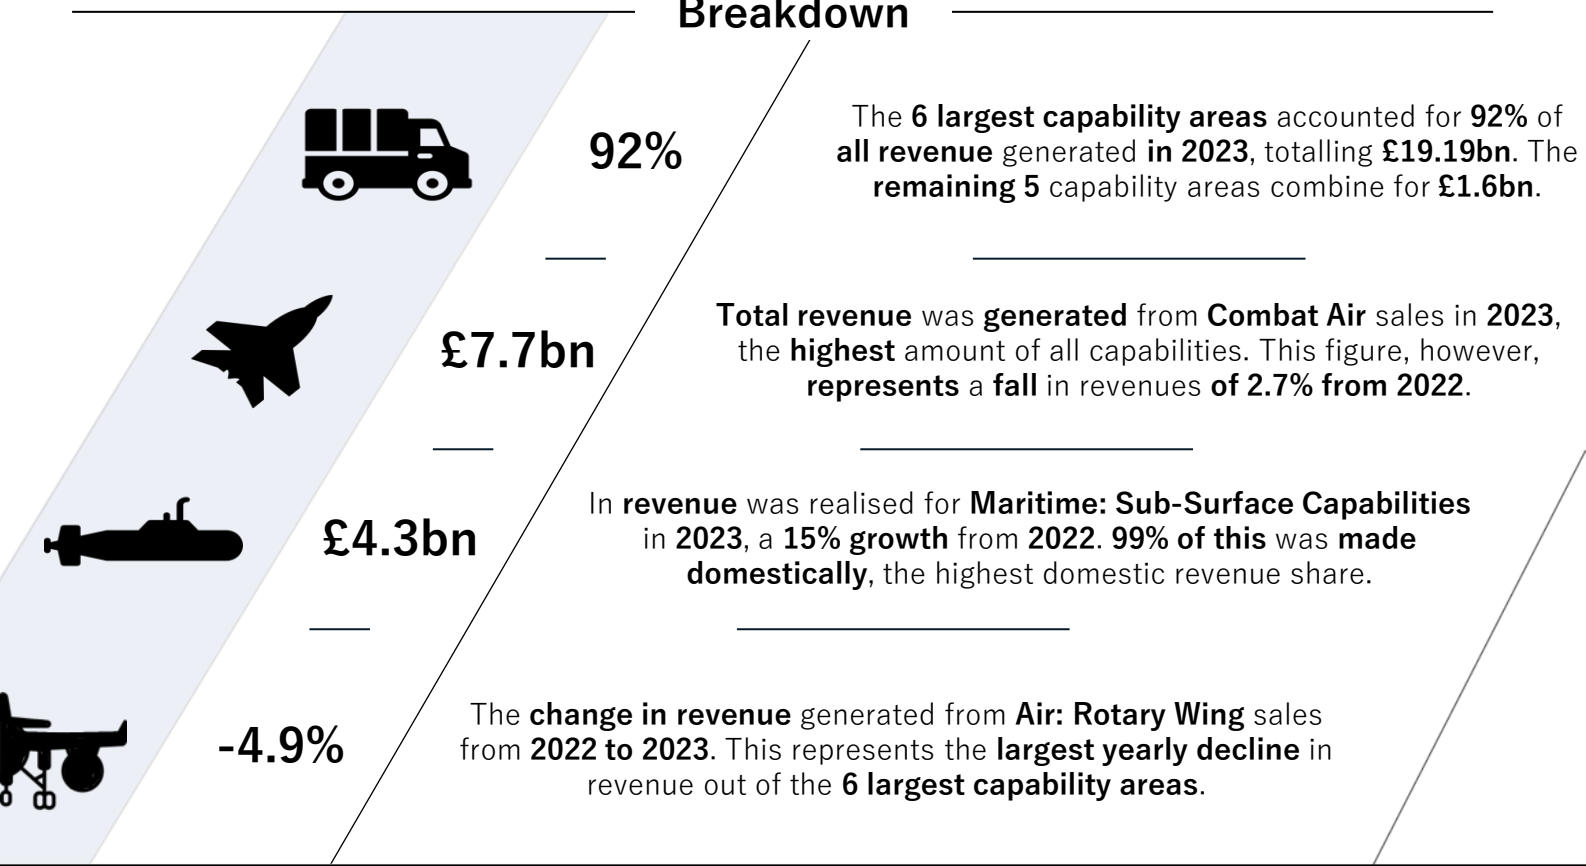 Breakdown
92%
The 6 largest capability areas accounted for 92% of
all revenue generated in 2023, totalling £19.19bn. The
remaining 5 capability areas combine for £1.6bn.
£7.7bn
Total revenue was generated from Combat Air sales in 2023,
the highest amount of all capabilities. This figure, however,
represents a fall in revenues of 2.7% from 2022.
£4.3bn
In revenue was realised for Maritime: Sub-Surface Capabilities
in 2023, a 15% growth from 2022. 99% of this was made
domestically, the highest domestic revenue share.
-4.9%
The change in revenue generated from Air: Rotary Wing sales
from 2022 to 2023. This represents the largest yearly decline in
revenue out of the 6 largest capability areas.